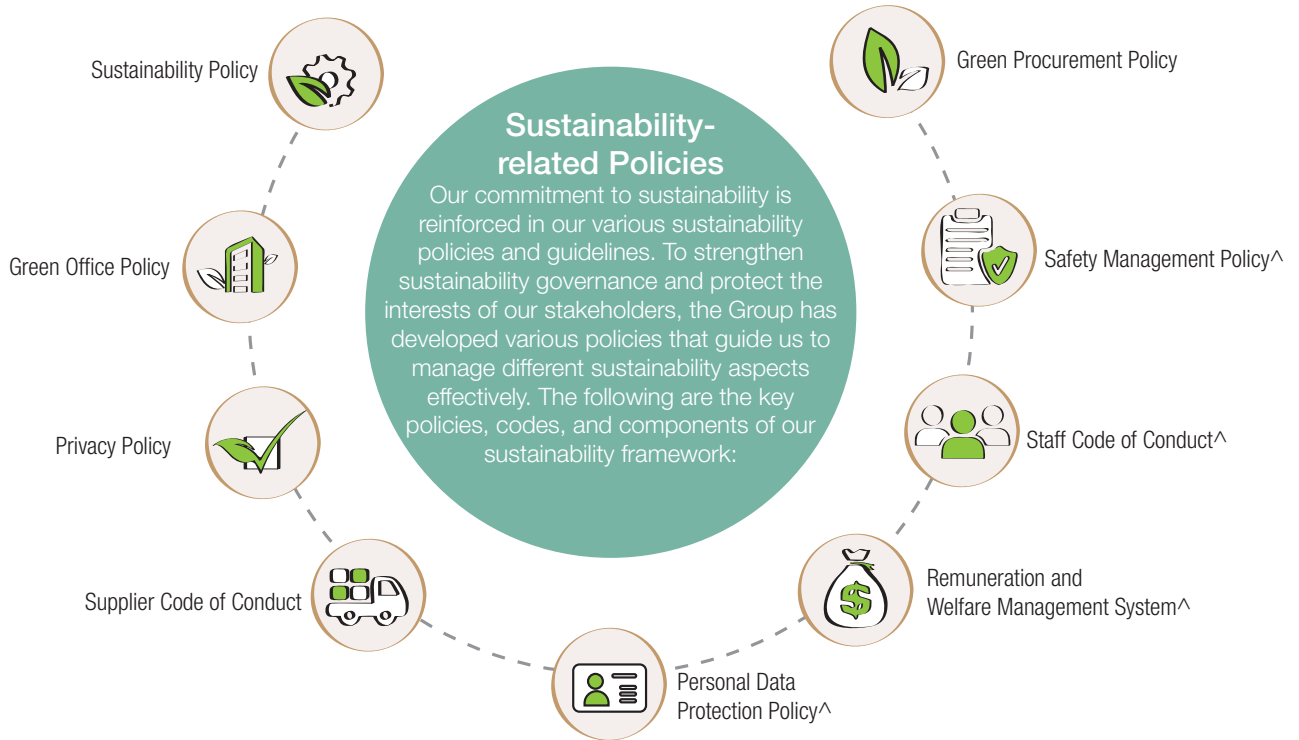 Sustainability-
related Policies
Our commitment to sustainability is
reinforced in our various sustainability
policies and guidelines. To strengthen
sustainability governance and protect the
interests of our stakeholders, the Group has
developed various policies that guide us to
manage different sustainability aspects
effectively. The following are the key
policies, codes, and components of our
sustainability framework:
Sustainability Policy
Green Office Policy
Privacy Policy
Supplier Code of Conduct
Personal Data
Protection Policy^
$
Remuneration and
Welfare Management System^
Staff Code of Conduct^
Safety Management Policy^
Green Procurement Policy